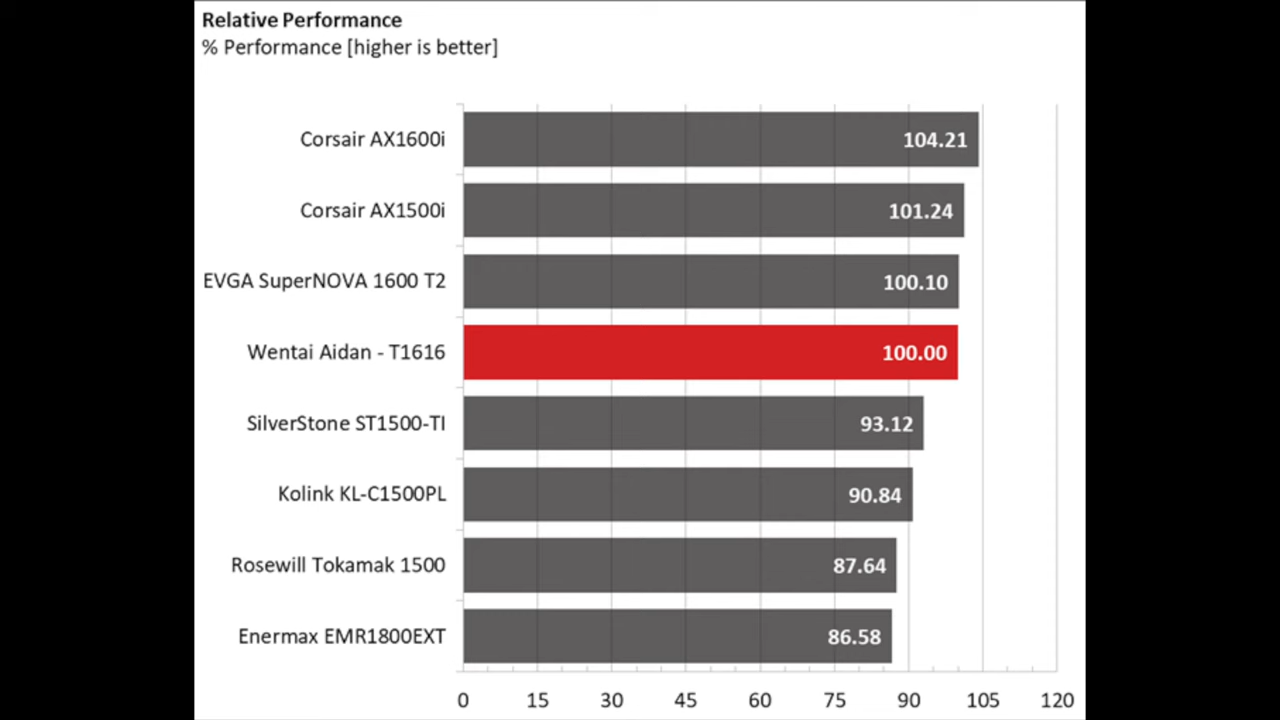 Relative Performance
% Performance [higher is better]
Corsair AX1600i 104.21
Corsair AX1500i 101.24
EVGA SuperNOVA 1600 T2 100.10
Wentai Aidan - T1616 100.00
SilverStone ST1500-TI 93.12
Kolink KL-C1500PL 90.84
Rosewill Tokamak 1500 87.64
Enermax EMR1800EXT 86.58
0 15 30 45 60 75 90 105 120